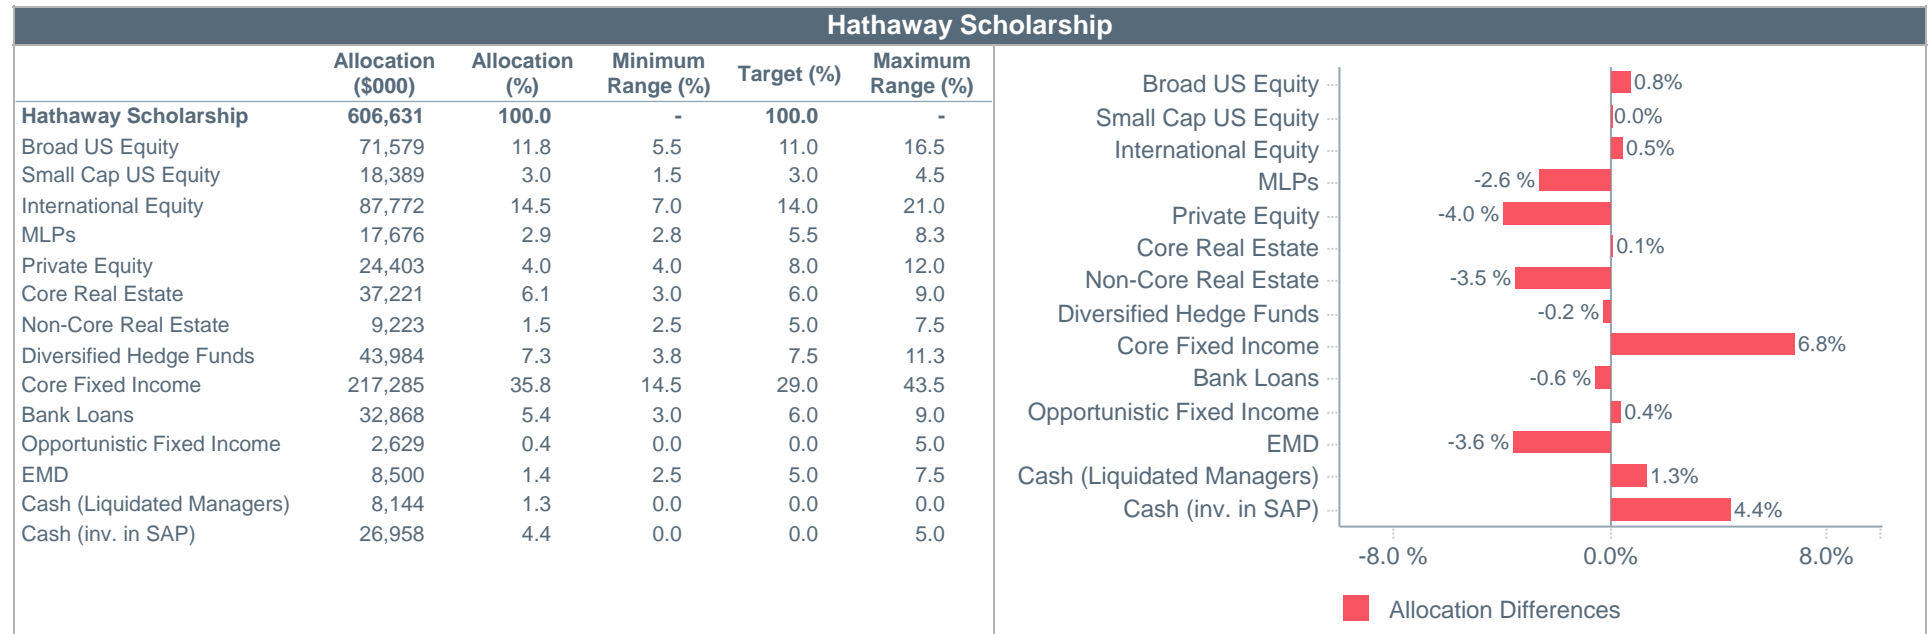 Hathaway Scholarship
Allocation ($000) Allocation (%) Minimum Range (%) Target (%) Maximum Range (%)
Hathaway Scholarship 606,631 100.0 - 100.0 -
Broad US Equity 71,579 11.8 5.5 11.0 16.5
Small Cap US Equity 18,389 3.0 1.5 3.0 4.5
International Equity 87,772 14.5 7.0 14.0 21.0
MLPs 17,676 2.9 2.8 5.5 8.3
Private Equity 24,403 4.0 4.0 8.0 12.0
Core Real Estate 37,221 6.1 3.0 6.0 9.0
Non-Core Real Estate 9,223 1.5 2.5 5.0 7.5
Diversified Hedge Funds 43,984 7.3 3.8 7.5 11.3
Core Fixed Income 217,285 35.8 14.5 29.0 43.5
Bank Loans 32,868 5.4 3.0 6.0 9.0
Opportunistic Fixed Income 2,629 0.4 0.0 0.0 5.0
EMD 8,500 1.4 2.5 5.0 7.5
Cash (Liquidated Managers) 8,144 1.3 0.0 0.0 0.0
Cash (inv. in SAP) 26,958 4.4 0.0 0.0 5.0
Broad US Equity 0.8%
Small Cap US Equity 0.0%
International Equity 0.5%
MLPs -2.6 %
Private Equity -4.0 %
Core Real Estate 0.1%
Non-Core Real Estate -3.5 %
Diversified Hedge Funds -0.2 %
Core Fixed Income 6.8%
Bank Loans -0.6 %
Opportunistic Fixed Income 0.4%
EMD -3.6 %
Cash (Liquidated Managers) 1.3%
Cash (inv. in SAP) 4.4%
-8.0 % 0.0% 8.0%
Allocation Differences